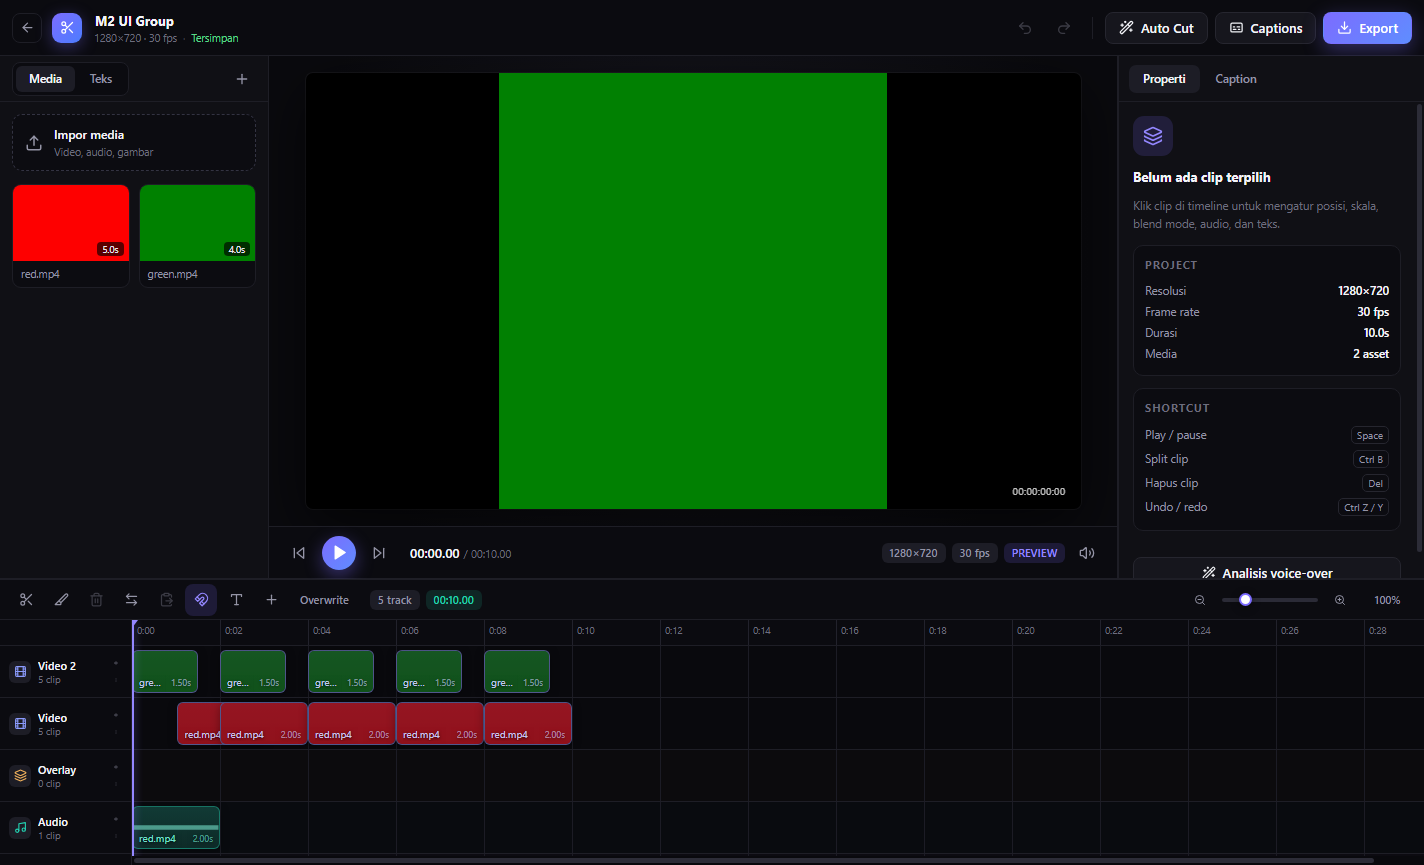 M2 UI Group
1280×720 · 30 fps · Tersimpan
Auto Cut
Captions
Export
Media
Teks
Impor media
Video, audio, gambar
5.0s
4.0s
red.mp4
green.mp4
00:00:00:00
00:00.00 / 00:10.00
1280×720
30 fps
PREVIEW
Properti
Caption
Belum ada clip terpilih
Klik clip di timeline untuk mengatur posisi, skala,
blend mode, audio, dan teks.
PROJECT
Resolusi 1280×720
Frame rate 30 fps
Durasi 10.0s
Media 2 asset
SHORTCUT
Play / pause Space
Split clip Ctrl B
Hapus clip Del
Undo / redo Ctrl Z / Y
Analisis voice-over
Overwrite
5 track
00:10.00
100%
0:00 0:02 0:04 0:06 0:08 0:10 0:12 0:14 0:16 0:18 0:20 0:22 0:24 0:26 0:28
Video 2
5 clip
gre... 1.50s gre... 1.50s gre... 1.50s gre... 1.50s gre... 1.50s
Video
5 clip
red.mp4 red.mp4 2.00s red.mp4 2.00s red.mp4 2.00s red.mp4 2.00s
Overlay
0 clip
Audio
1 clip
red.mp4 2.00s